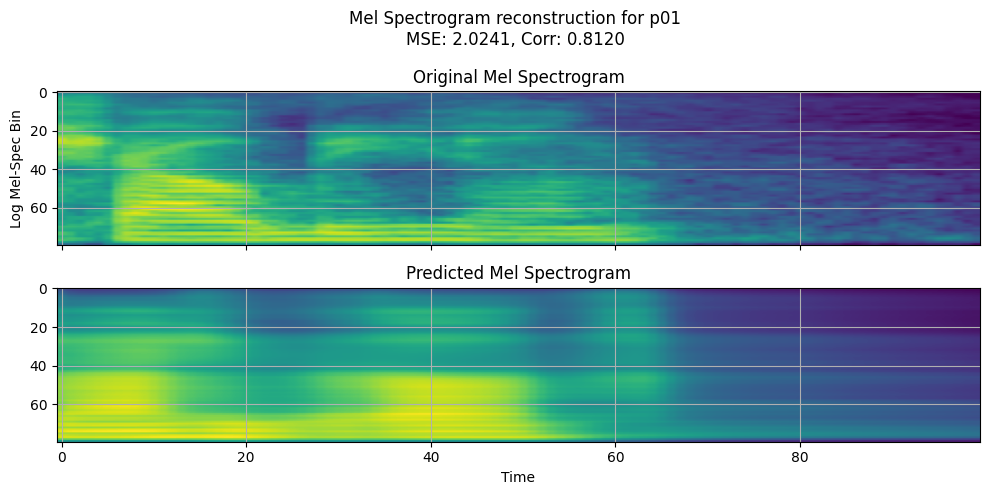 Mel Spectrogram reconstruction for p01
MSE: 2.0241, Corr: 0.8120
Original Mel Spectrogram
0
20
40
60
Log Mel-Spec Bin
Predicted Mel Spectrogram
0
20
40
60
0 20 40 60 80
Time